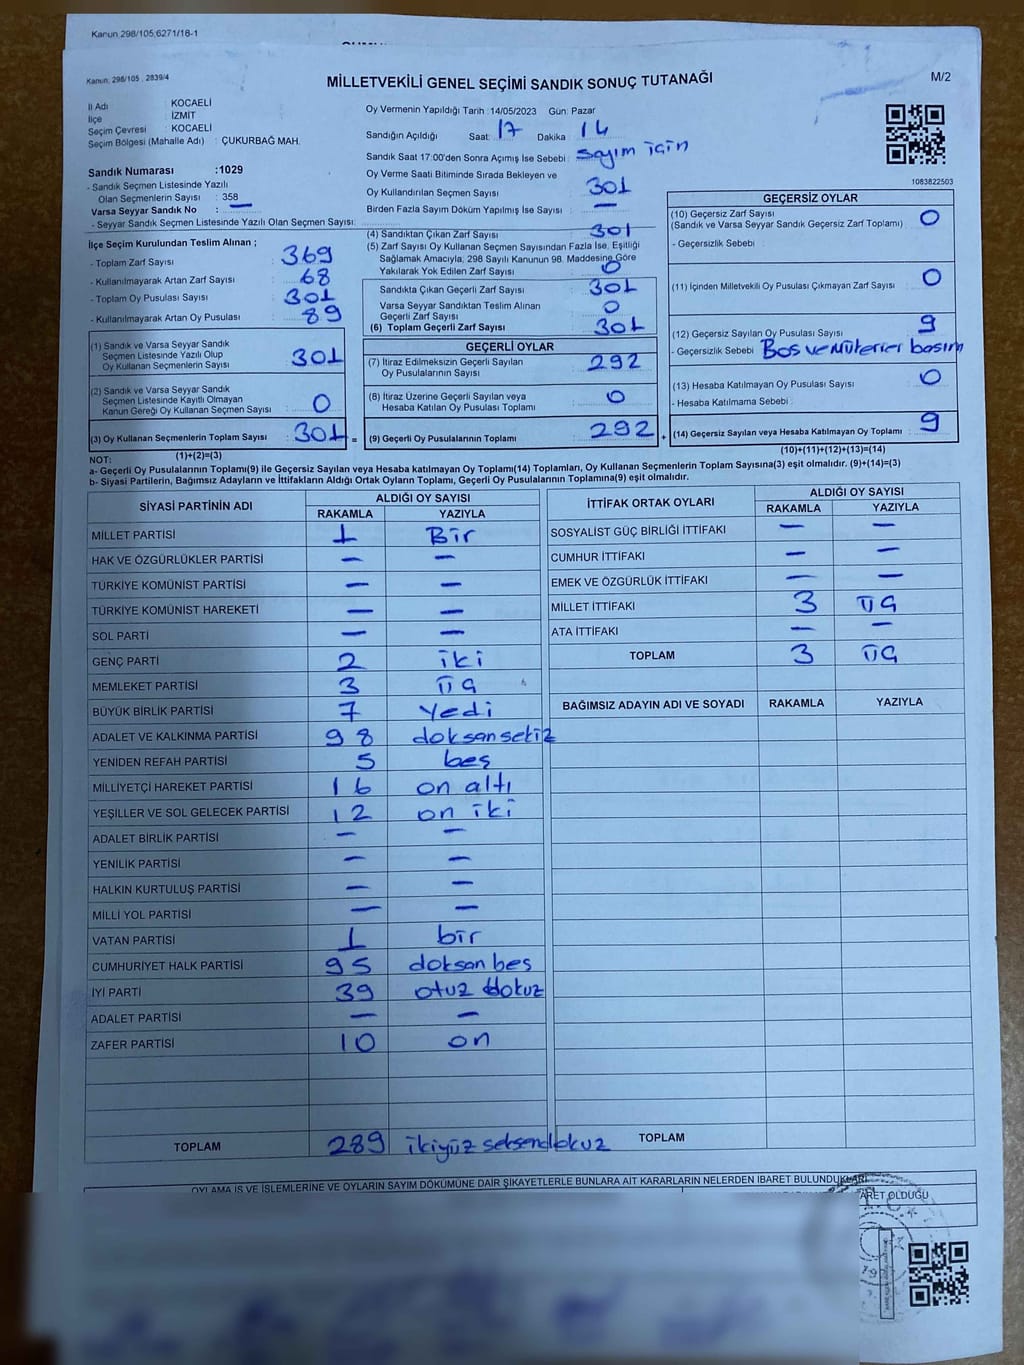 Kanun 298/105,6271/18-1
Kanun: 298/105 , 2839/4
MİLLETVEKİLİ GENEL SEÇİMİ SANDIK SONUÇ TUTANAĞI
M/2
İl Adı : KOCAELİ
İlçe : İZMİT
Seçim Çevresi : KOCAELİ
Seçim Bölgesi (Mahalle Adı) : ÇUKURBAĞ MAH.
Sandık Numarası :1029
- Sandık Seçmen Listesinde Yazılı
Olan Seçmenlerin Sayısı : 358
Varsa Seyyar Sandık No : —
- Seyyar Sandık Seçmen Listesinde Yazılı Olan Seçmen Sayısı:
Oy Vermenin Yapıldığı Tarih :14/05/2023 Gün: Pazar
Sandığın Açıldığı Saat: 17 Dakika : 14
Sandık Saat 17:00'den Sonra Açımış İse Sebebi : sayım için
Oy Verme Saati Bitiminde Sırada Bekleyen ve
Oy Kullandırılan Seçmen Sayısı : 301
Birden Fazla Sayım Döküm Yapılmış İse Sayısı : —
1083822503
İlçe Seçim Kurulundan Teslim Alınan ;
- Toplam Zarf Sayısı : 369
- Kullanılmayarak Artan Zarf Sayısı : 68
- Toplam Oy Pusulası Sayısı : 301
- Kullanılmayarak Artan Oy Pusulası : 89
(1) Sandık ve Varsa Seyyar Sandık
Seçmen Listesinde Yazılı Olup
Oy Kullanan Seçmenlerin Sayısı : 301
(2) Sandık ve Varsa Seyyar Sandık
Seçmen Listesinde Kayıtlı Olmayan
Kanun Gereği Oy Kullanan Seçmen Sayısı : 0
(3) Oy Kullanan Seçmenlerin Toplam Sayısı : 301 =
(1)+(2)=(3)
(4) Sandıktan Çıkan Zarf Sayısı : 301
(5) Zarf Sayısı Oy Kullanan Seçmen Sayısından Fazla İse, Eşitliği
Sağlamak Amacıyla, 298 Sayılı Kanunun 98. Maddesine Göre
Yakılarak Yok Edilen Zarf Sayısı : 0
Sandıkta Çıkan Geçerli Zarf Sayısı : 301
Varsa Seyyar Sandıktan Teslim Alınan
Geçerli Zarf Sayısı : 0
(6) Toplam Geçerli Zarf Sayısı : 301
GEÇERLİ OYLAR
(7) İtiraz Edilmeksizin Geçerli Sayılan
Oy Pusulalarının Sayısı : 292
(8) İtiraz Üzerine Geçerli Sayılan veya
Hesaba Katılan Oy Pusulası Toplamı : 0
(9) Geçerli Oy Pusulalarının Toplamı : 292 +
GEÇERSİZ OYLAR
(10) Geçersiz Zarf Sayısı
(Sandık ve Varsa Seyyar Sandık Geçersiz Zarf Toplamı) : 0
- Geçersizlik Sebebi :
(11) İçinden Milletvekili Oy Pusulası Çıkmayan Zarf Sayısı : 0
(12) Geçersiz Sayılan Oy Pusulası Sayısı : 9
- Geçersizlik Sebebi :
(13) Hesaba Katılmayan Oy Pusulası Sayısı : 0
- Hesaba Katılmama Sebebi :
(14) Geçersiz Sayılan veya Hesaba Katılmayan Oy Toplamı : 9
(10)+(11)+(12)+(13)=(14)
NOT:
a- Geçerli Oy Pusulalarının Toplamı(9) ile Geçersiz Sayılan veya Hesaba katılmayan Oy Toplamı(14) Toplamları, Oy Kullanan Seçmenlerin Toplam Sayısına(3) eşit olmalıdır. (9)+(14)=(3)
b- Siyasi Partilerin, Bağımsız Adayların ve İttifakların Aldığı Ortak Oyların Toplamı, Geçerli Oy Pusulalarının Toplamına(9) eşit olmalıdır.
SİYASİ PARTİNİN ADI ALDIĞI OY SAYISI
RAKAMLA YAZIYLA
MİLLET PARTİSİ 1 Bir
HAK VE ÖZGÜRLÜKLER PARTİSİ — —
TÜRKİYE KOMÜNİST PARTİSİ — —
TÜRKİYE KOMÜNİST HAREKETİ — —
SOL PARTİ — —
GENÇ PARTİ 2 iki
MEMLEKET PARTİSİ 3 üç
BÜYÜK BİRLİK PARTİSİ 7 yedi
ADALET VE KALKINMA PARTİSİ 98 doksansekiz
YENİDEN REFAH PARTİSİ 5 beş
MİLLİYETÇİ HAREKET PARTİSİ 16 on altı
YEŞİLLER VE SOL GELECEK PARTİSİ 12 on iki
ADALET BİRLİK PARTİSİ — —
YENİLİK PARTİSİ — —
HALKIN KURTULUŞ PARTİSİ — —
MİLLİ YOL PARTİSİ — —
VATAN PARTİSİ 1 bir
CUMHURİYET HALK PARTİSİ 95 doksan beş
İYİ PARTİ 39 otuz dokuz
ADALET PARTİSİ — —
ZAFER PARTİSİ 10 on
TOPLAM 289 ikiyüz seksendokuz
İTTİFAK ORTAK OYLARI ALDIĞI OY SAYISI
RAKAMLA YAZIYLA
SOSYALİST GÜÇ BİRLİĞİ İTTİFAKI — —
CUMHUR İTTİFAKI — —
EMEK VE ÖZGÜRLÜK İTTİFAKI — —
MİLLET İTTİFAKI 3 üç
ATA İTTİFAKI — —
TOPLAM 3 üç
BAĞIMSIZ ADAYIN ADI VE SOYADI RAKAMLA YAZIYLA
TOPLAM
OYLAMA İŞ VE İŞLEMLERİNE VE OYLARIN SAYIM DÖKÜMÜNE DAİR ŞİKAYETLERLE BUNLARA AİT KARARLARIN NELERDEN İBARET BULUNDUKLARI
OLDUĞU